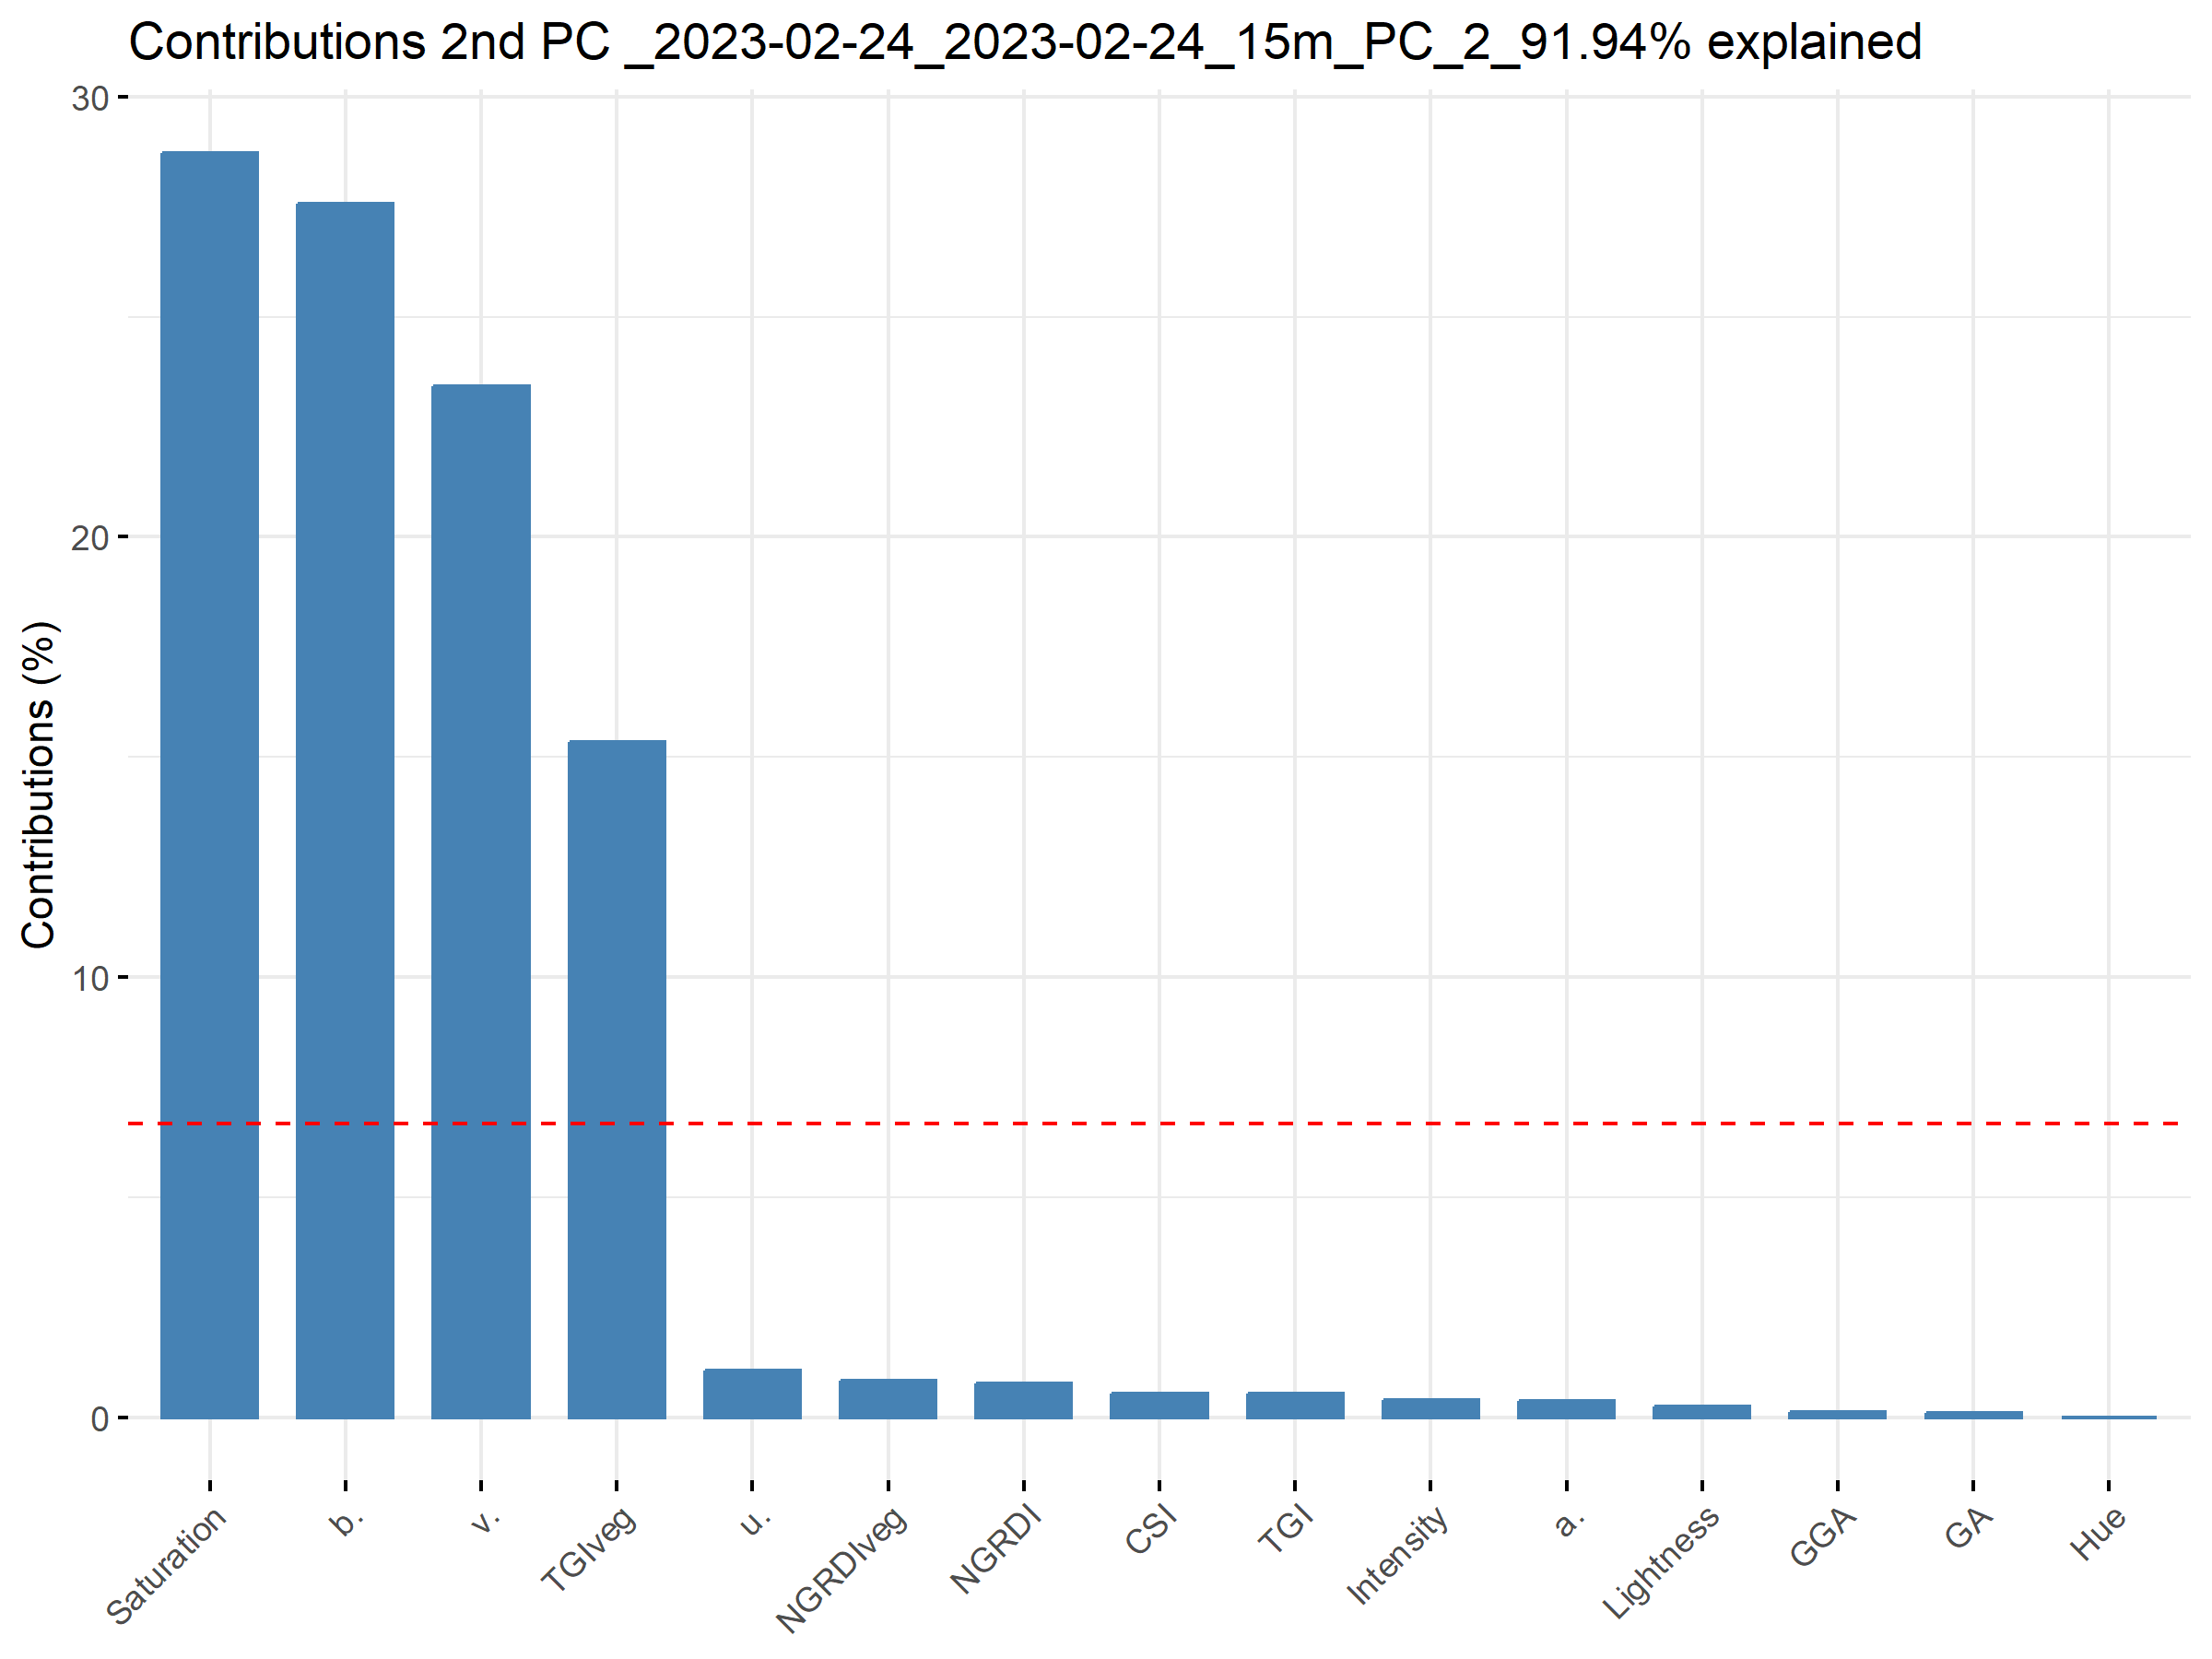 Contributions 2nd PC _2023-02-24_2023-02-24_15m_PC_2_91.94% explained
Contributions (%)
30
20
10
0
Saturation
b.
v.
TGIveg
u.
NGRDIveg
NGRDI
CSI
TGI
Intensity
a.
Lightness
GGA
GA
Hue